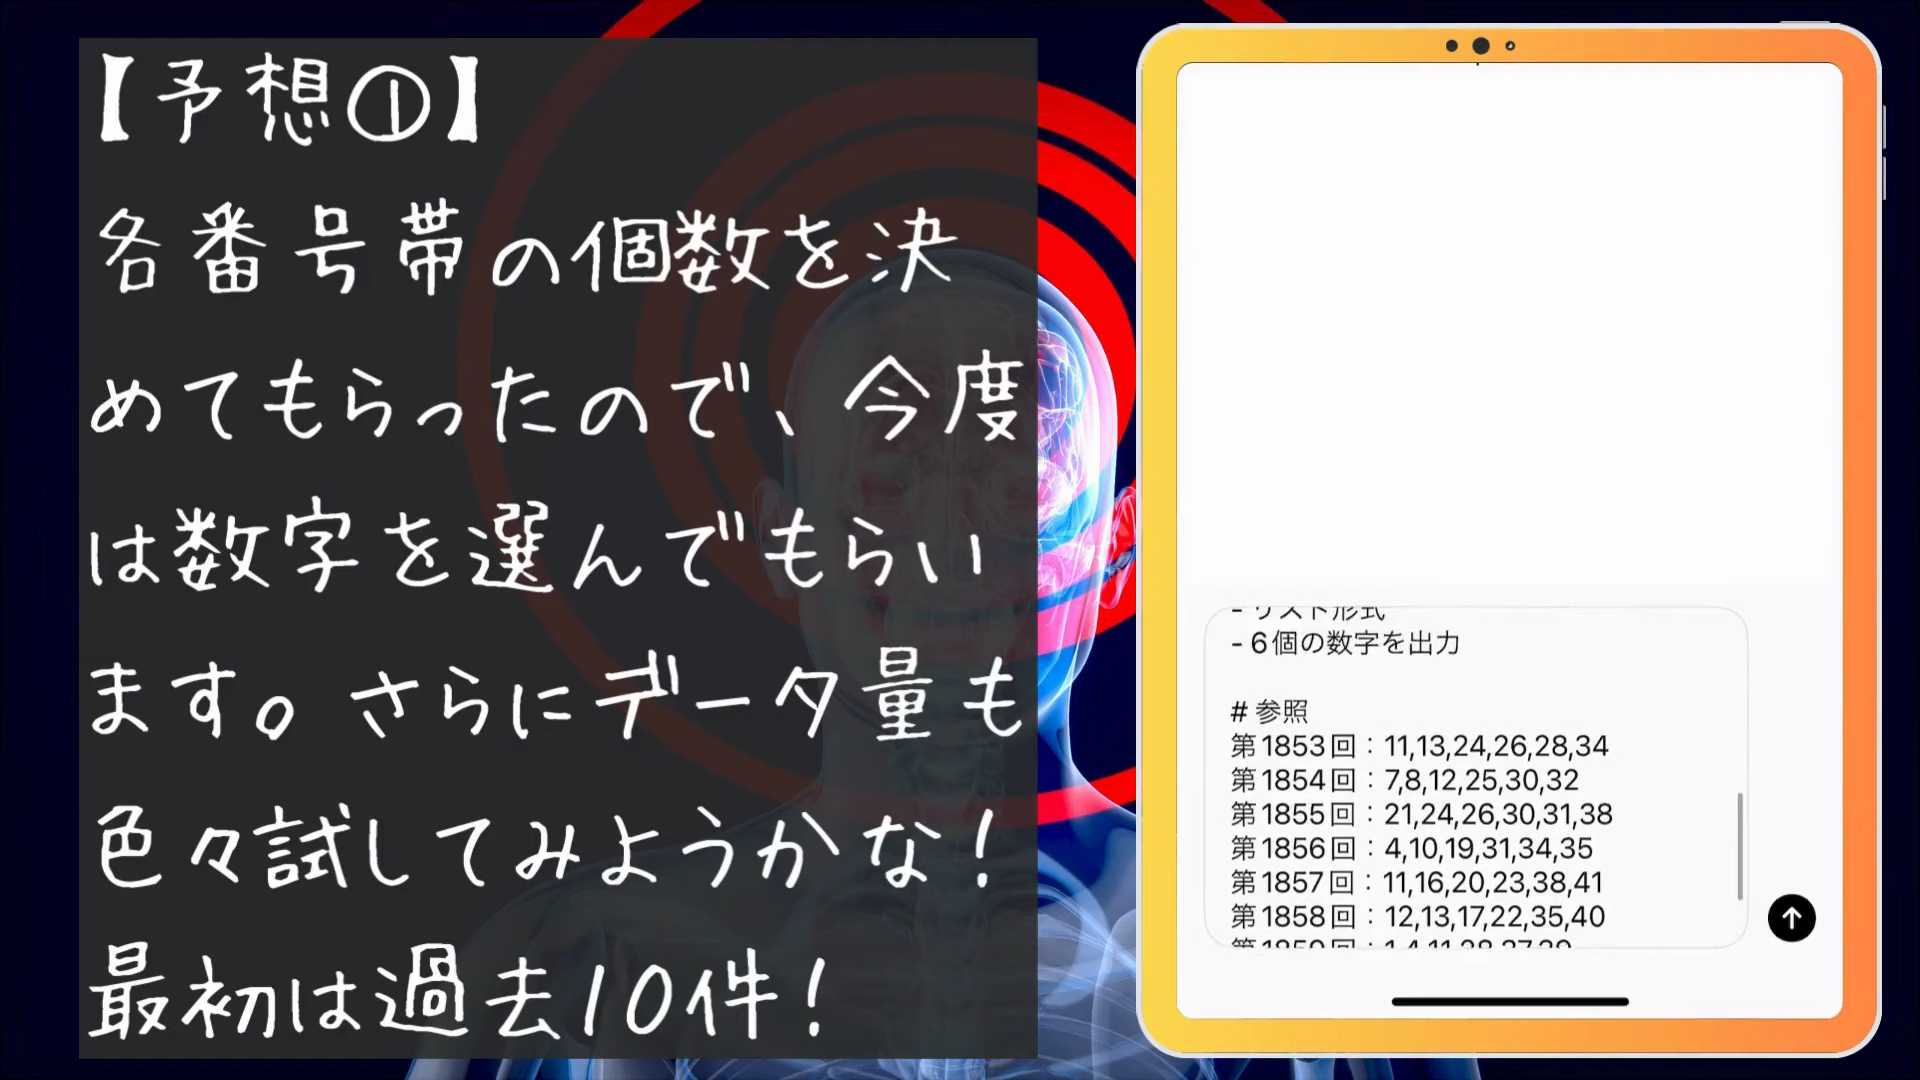 【予想①】
各番号帯の個数を決
めてもらったので、今度
は数字を選んでもらい
ます。さらにデータ量も
色々試してみようかな！
最初は過去10件！
- リスト形式
- 6個の数字を出力
# 参照
第1853回：11,13,24,26,28,34
第1854回：7,8,12,25,30,32
第1855回：21,24,26,30,31,38
第1856回：4,10,19,31,34,35
第1857回：11,16,20,23,38,41
第1858回：12,13,17,22,35,40